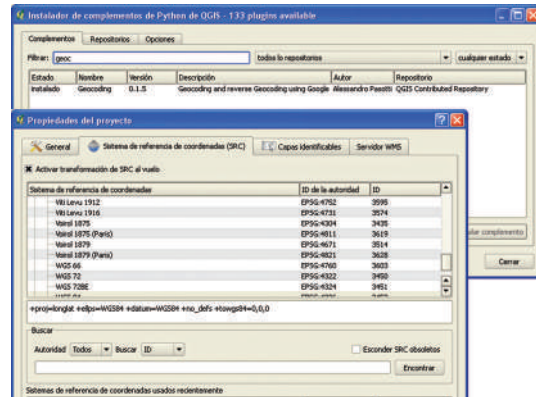 Instalador de complementos de Python de QGIS - 133 plugins available
Complementos Repositorios Opciones
Filtrar: geoc todos lo repositorios cualquier estado
Estado Nombre Versión Descripción Autor Repositorio
Instalado Geocoding 0.1.5 Geocoding and reverse Geocoding using Google Alessandro Pasotti QGIS Contributed Repository
Propiedades del proyecto
General Sistema de referencia de coordenadas (SRC) Capas identificables Servidor WMS
Activar transformación de SRC al vuelo
Sistema de referencia de coordenadas ID de la autoridad ID
Viti Levu 1912 EPSG:4752 3595
Viti Levu 1916 EPSG:4731 3574
Voirol 1875 EPSG:4304 3435
Voirol 1875 (Paris) EPSG:4811 3619
Voirol 1879 EPSG:4671 3514
Voirol 1879 (Paris) EPSG:4821 3628
WGS 66 EPSG:4760 3603
WGS 72 EPSG:4322 3450
WGS 72BE EPSG:4324 3451
complemento
Cerrar
+proj=longlat +ellps=WGS84 +datum=WGS84 +no_defs +towgs84=0,0,0
Buscar
Autoridad Todos Buscar ID Esconder SRC obsoletos
Encontrar
Sistemas de referencia de coordenadas usados recientemente